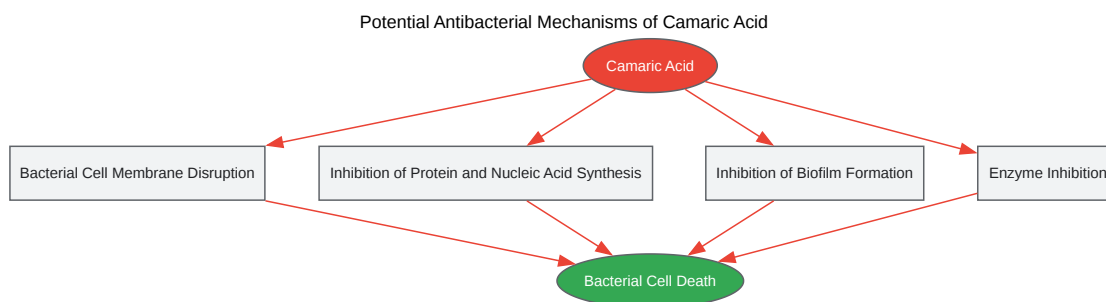 Potential Antibacterial Mechanisms of Camaric Acid
Camaric Acid
Bacterial Cell Membrane Disruption
Inhibition of Protein and Nucleic Acid Synthesis
Inhibition of Biofilm Formation
Enzyme Inhibition
Bacterial Cell Death